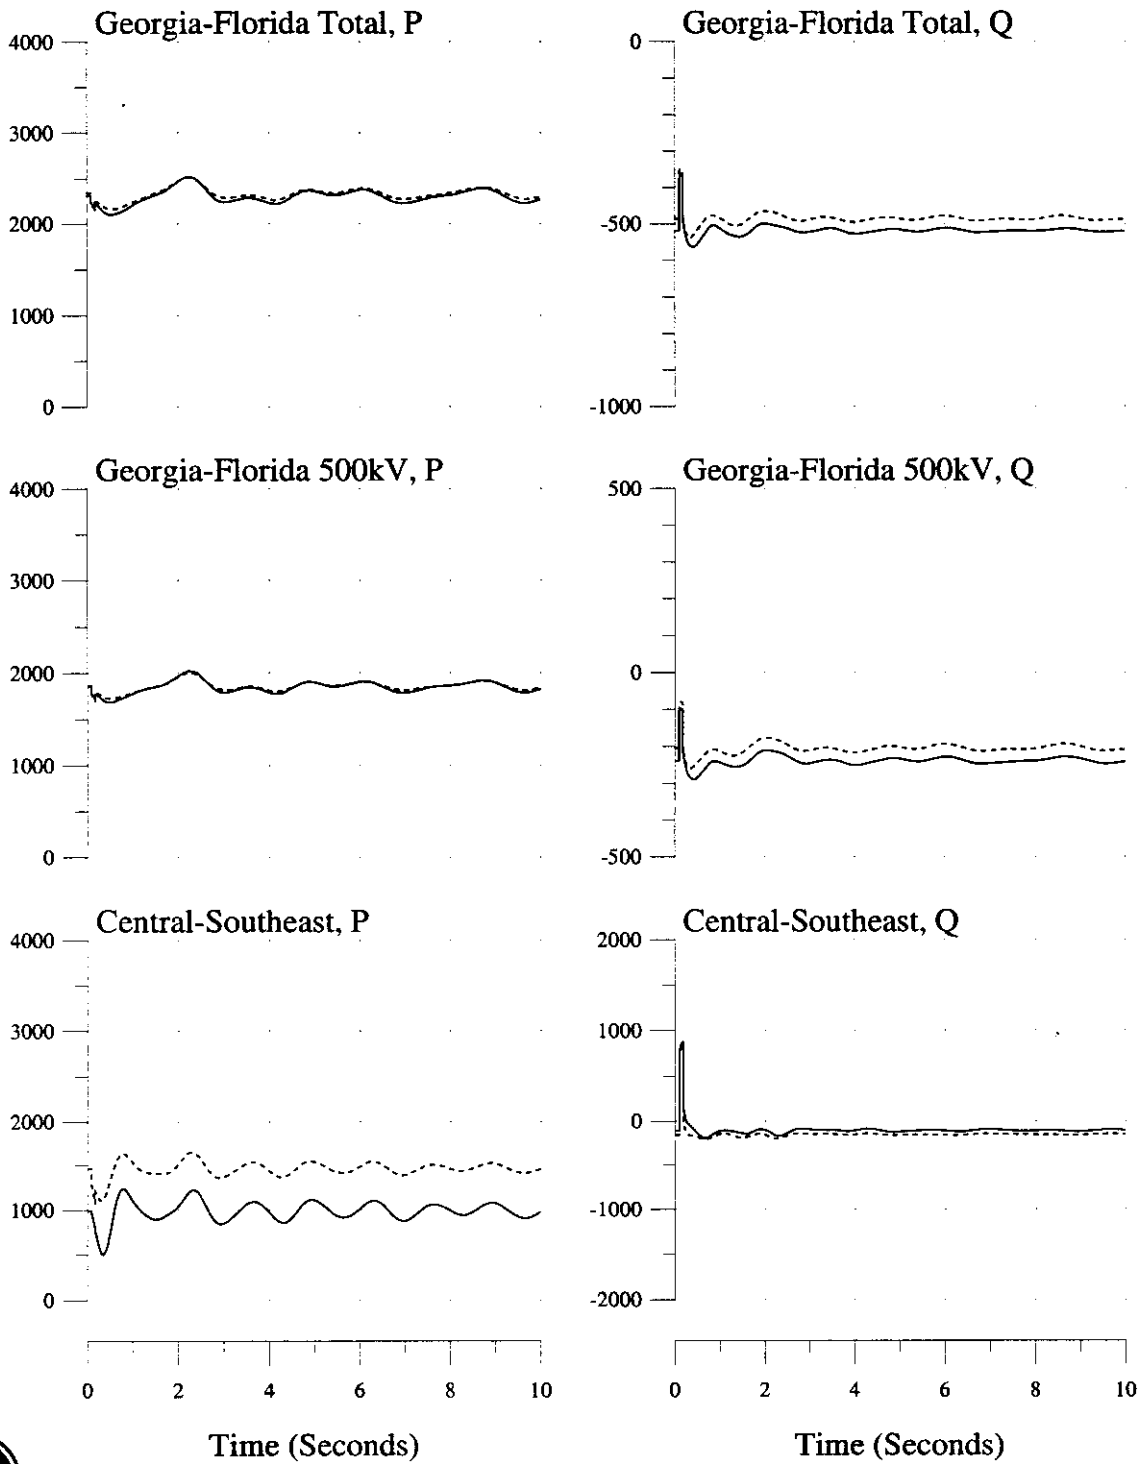 Georgia-Florida Total, P
4000
3000
2000
1000
0
Georgia-Florida Total, Q
0
-500
-1000
Georgia-Florida 500kV, P
4000
3000
2000
1000
0
Georgia-Florida 500kV, Q
500
0
-500
Central-Southeast, P
4000
3000
2000
1000
0
0 2 4 6 8 10
Time (Seconds)
Central-Southeast, Q
2000
1000
0
-1000
-2000
0 2 4 6 8 10
Time (Seconds)